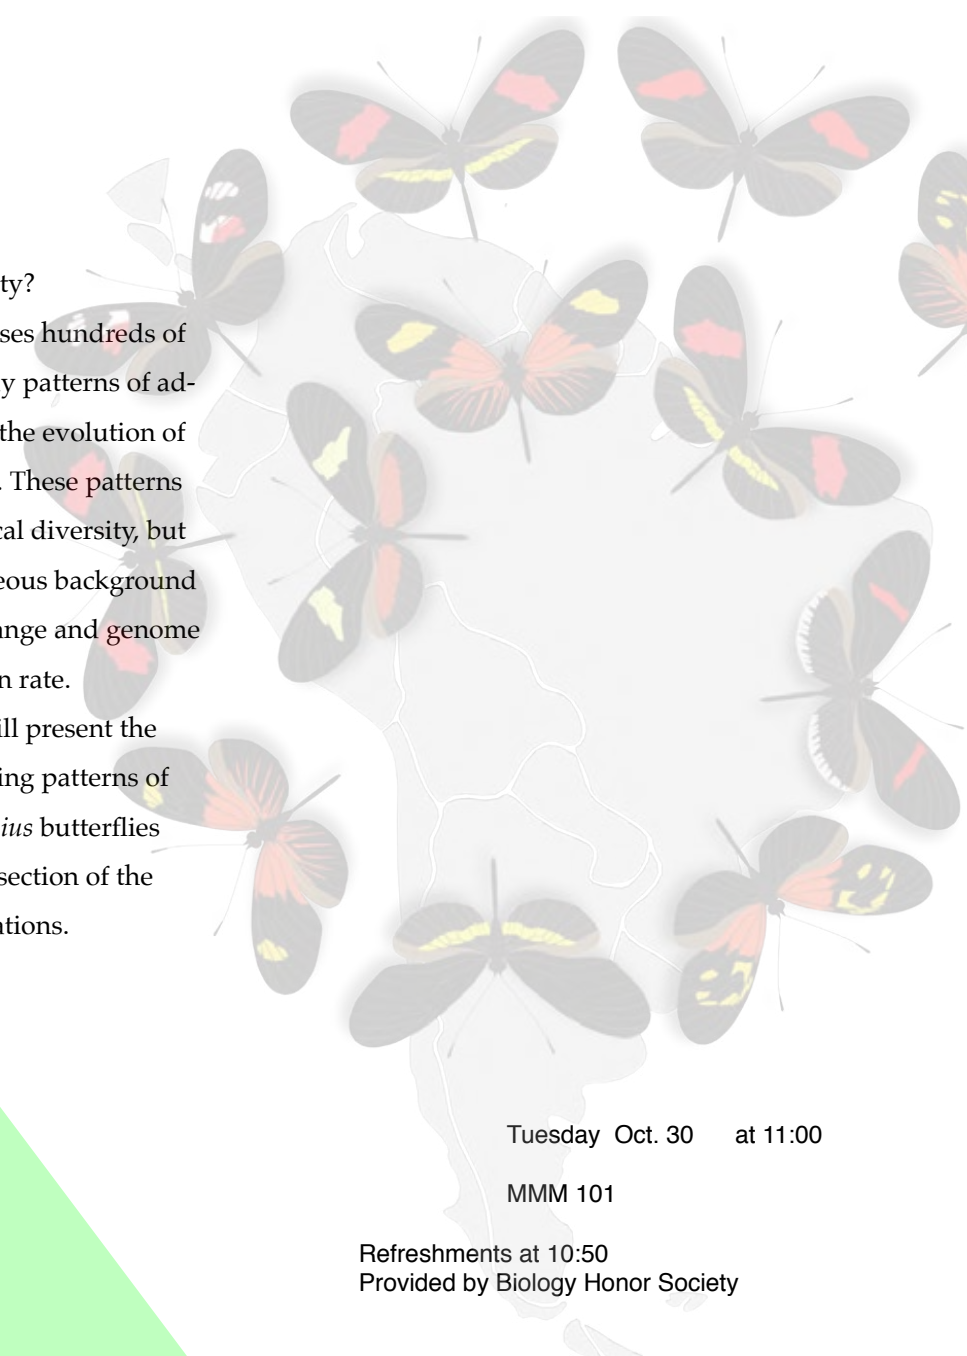 ty?
ses hundreds of
y patterns of ad-
the evolution of
. These patterns
cal diversity, but
eous background
ange and genome
n rate.
ill present the
ing patterns of
ius butterflies
section of the
ations.
Tuesday Oct. 30 at 11:00
MMM 101
Refreshments at 10:50
Provided by Biology Honor Society